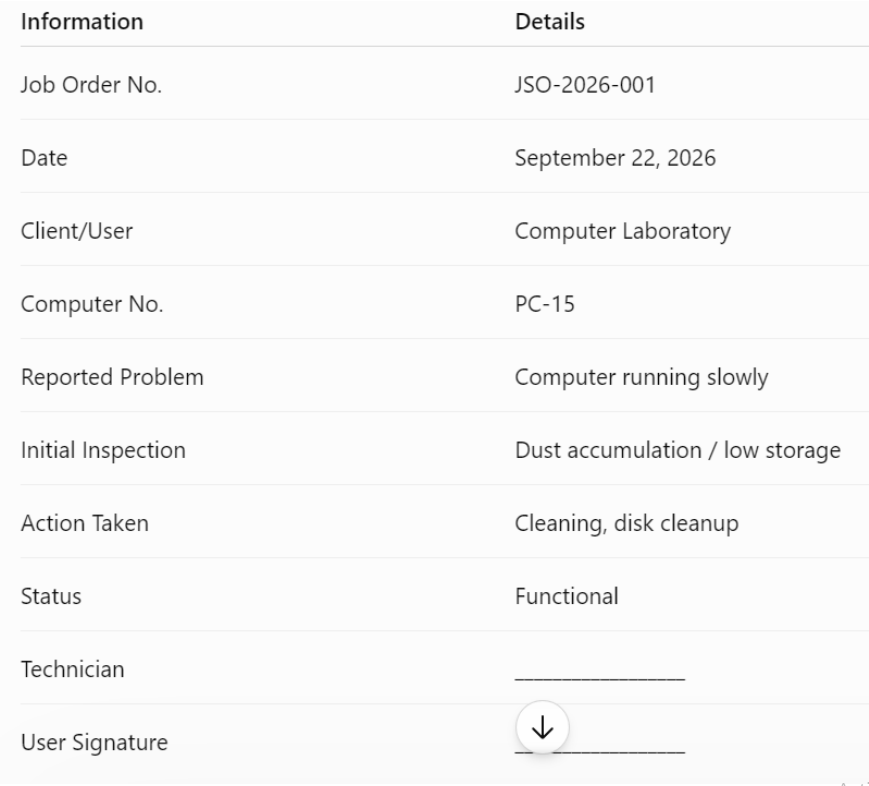 Information Details
Job Order No. JSO-2026-001
Date September 22, 2026
Client/User Computer Laboratory
Computer No. PC-15
Reported Problem Computer running slowly
Initial Inspection Dust accumulation / low storage
Action Taken Cleaning, disk cleanup
Status Functional
Technician __________________
User Signature __________________